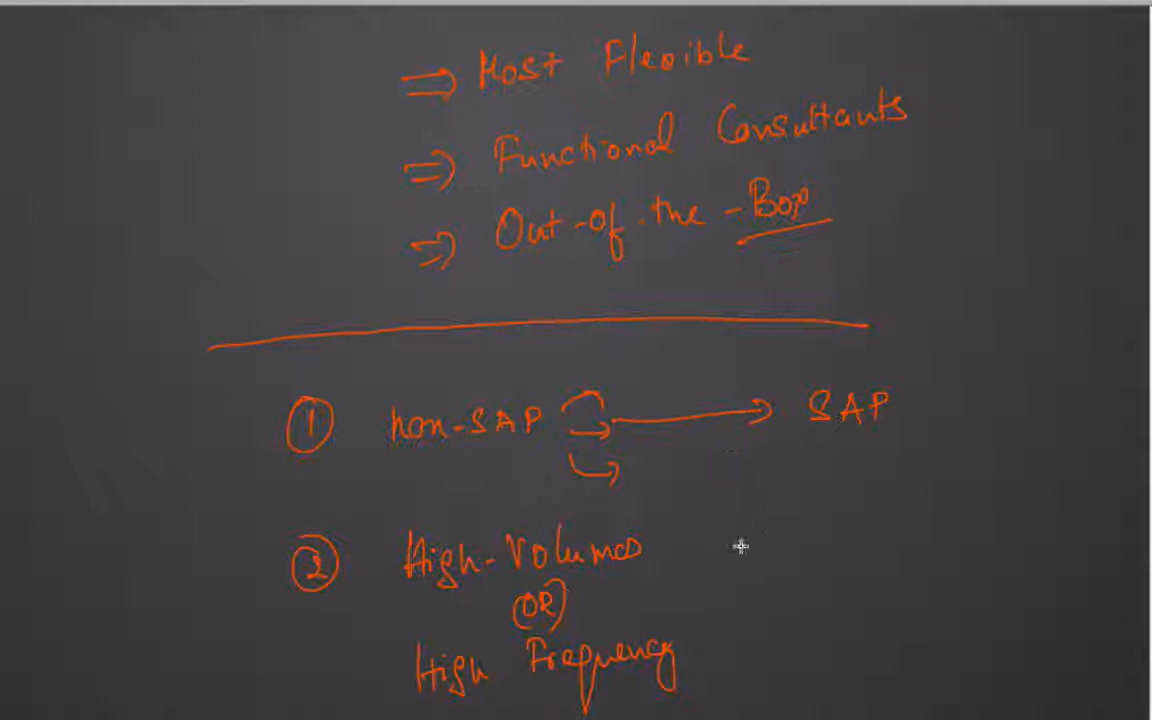 ⇒ Most Flexible
⇒ Functional Consultants
⇒ Out-of-the-Box
① non-SAP → SAP
② High-Volumes
OR
High Frequency